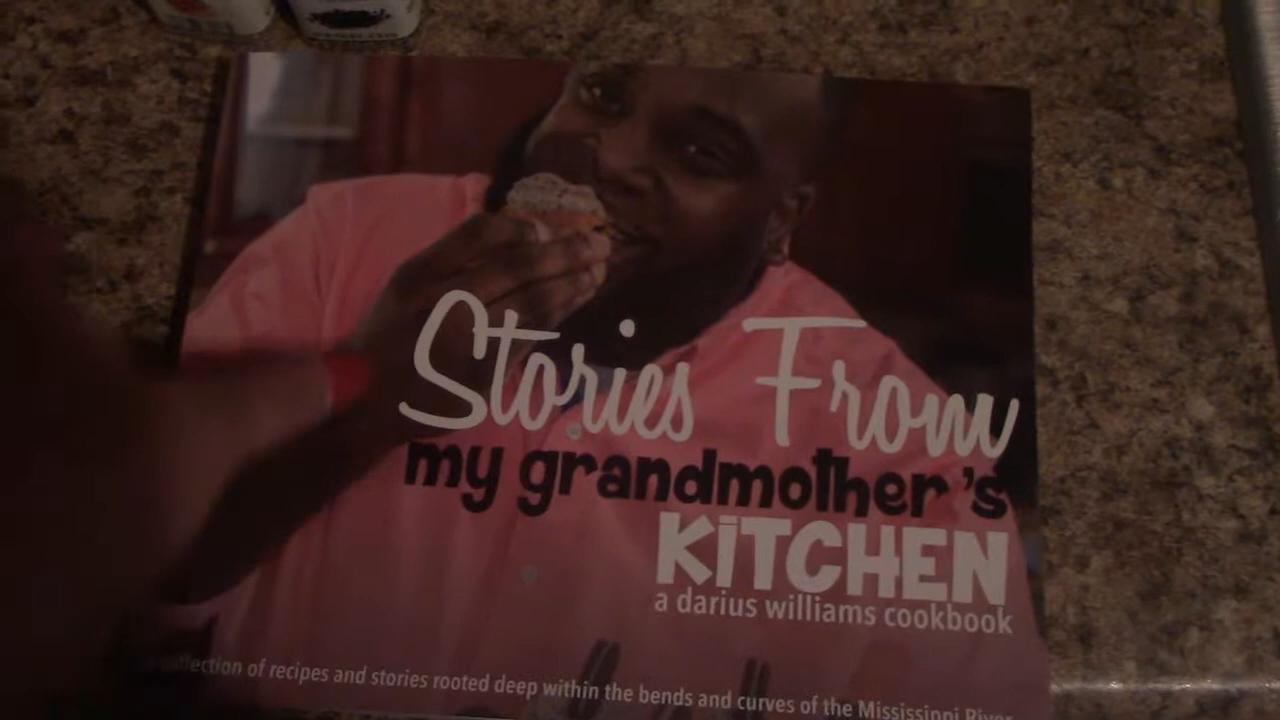 Stories From
my grandmother's
KiTCHEN
a darius williams cookbook
collection of recipes and stories rooted deep within the bends and curves of the Mississippi River